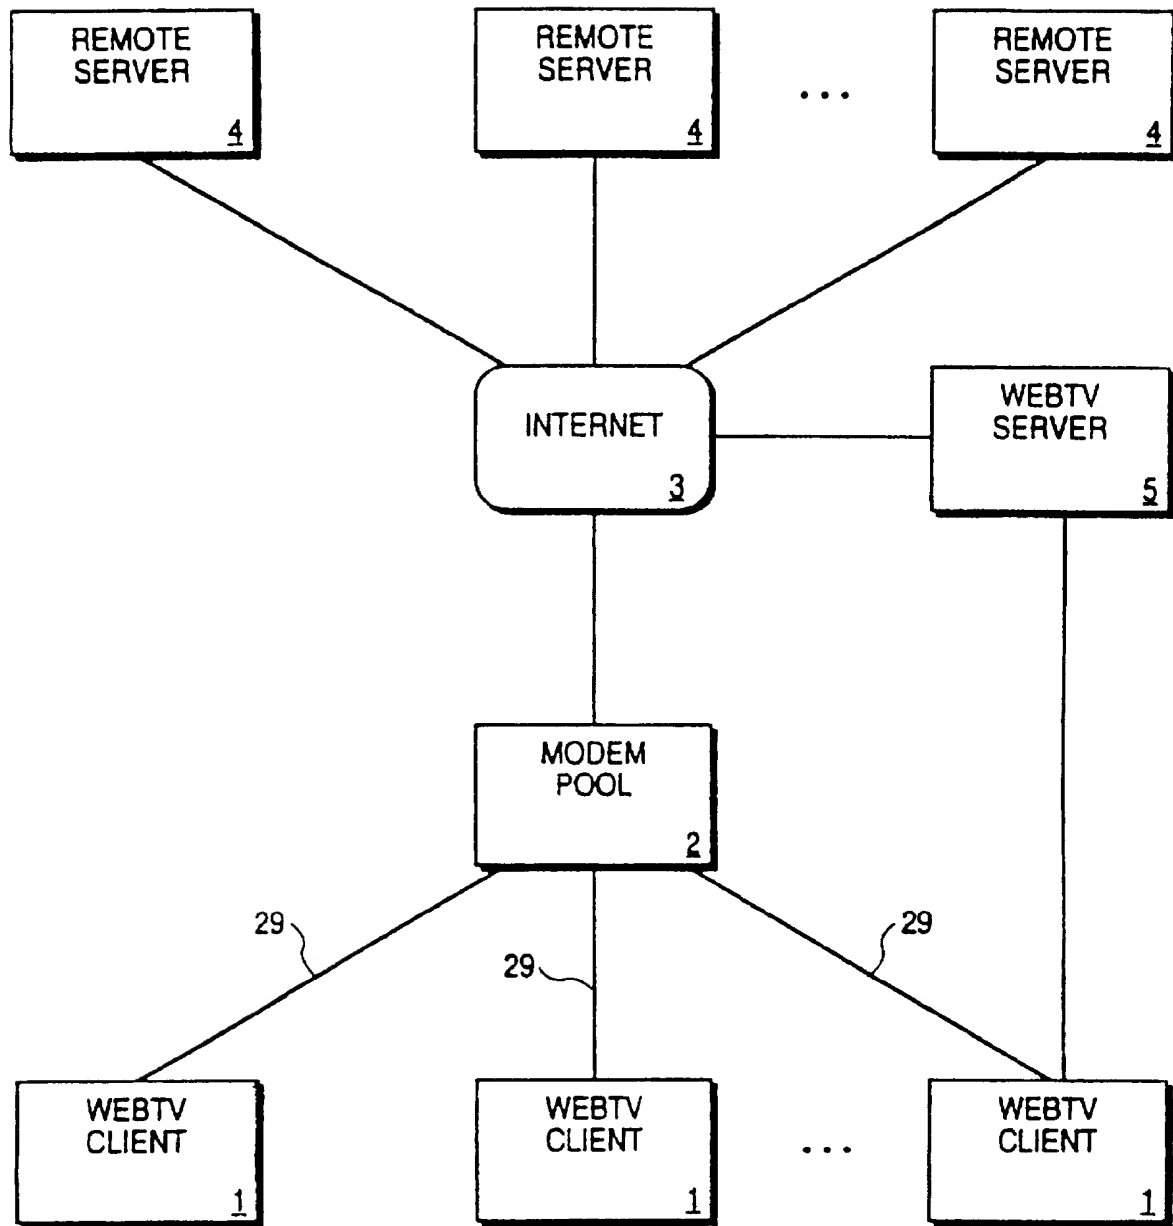 REMOTE
SERVER
4
REMOTE
SERVER
4
...
REMOTE
SERVER
4
INTERNET
3
WEBTV
SERVER
5
MODEM
POOL
2
29
29
29
WEBTV
CLIENT
1
WEBTV
CLIENT
1
...
WEBTV
CLIENT
1